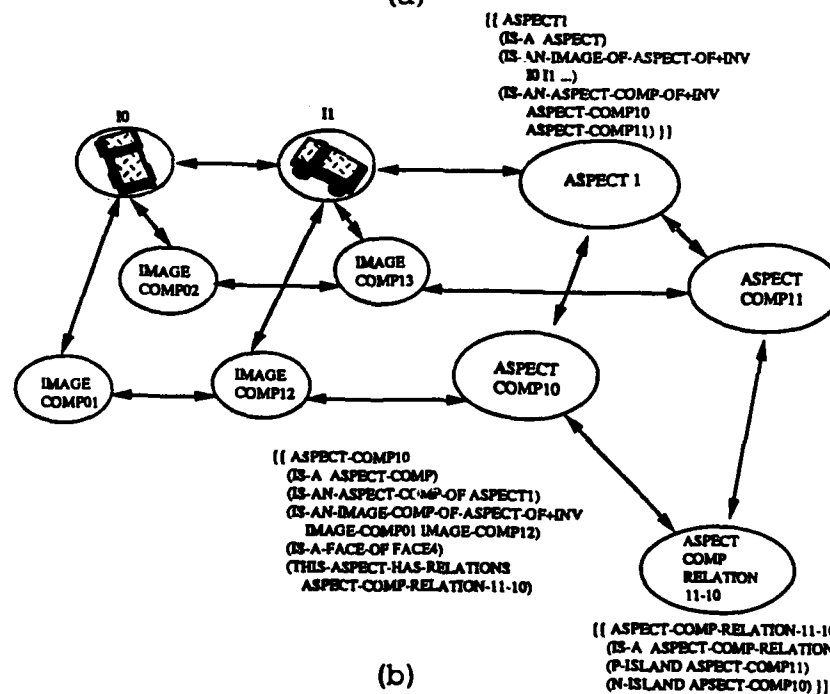 (a)
{{ ASPECT1
(IS-A ASPECT)
(IS-AN-IMAGE-OF-ASPECT-OF+INV
I0 I1 ...)
(IS-AN-ASPECT-COMP-OF+INV
ASPECT-COMP10
ASPECT-COMP11) }}
I0
I1
ASPECT 1
IMAGE
COMP02
IMAGE
COMP13
ASPECT
COMP11
IMAGE
COMP01
IMAGE
COMP12
ASPECT
COMP10
{{ ASPECT-COMP10
(IS-A ASPECT-COMP)
(IS-AN-ASPECT-COMP-OF ASPECT1)
(IS-AN-IMAGE-COMP-OF-ASPECT-OF+INV
IMAGE-COMP01 IMAGE-COMP12)
(IS-A-FACE-OF FACE4)
(THIS-ASPECT-HAS-RELATIONS
ASPECT-COMP-RELATION-11-10)
ASPECT
COMP
RELATION
11-10
{{ ASPECT-COMP-RELATION-11-10
(IS-A ASPECT-COMP-RELATION
(P-ISLAND ASPECT-COMP11)
(N-ISLAND APSECT-COMP10) }}
(b)